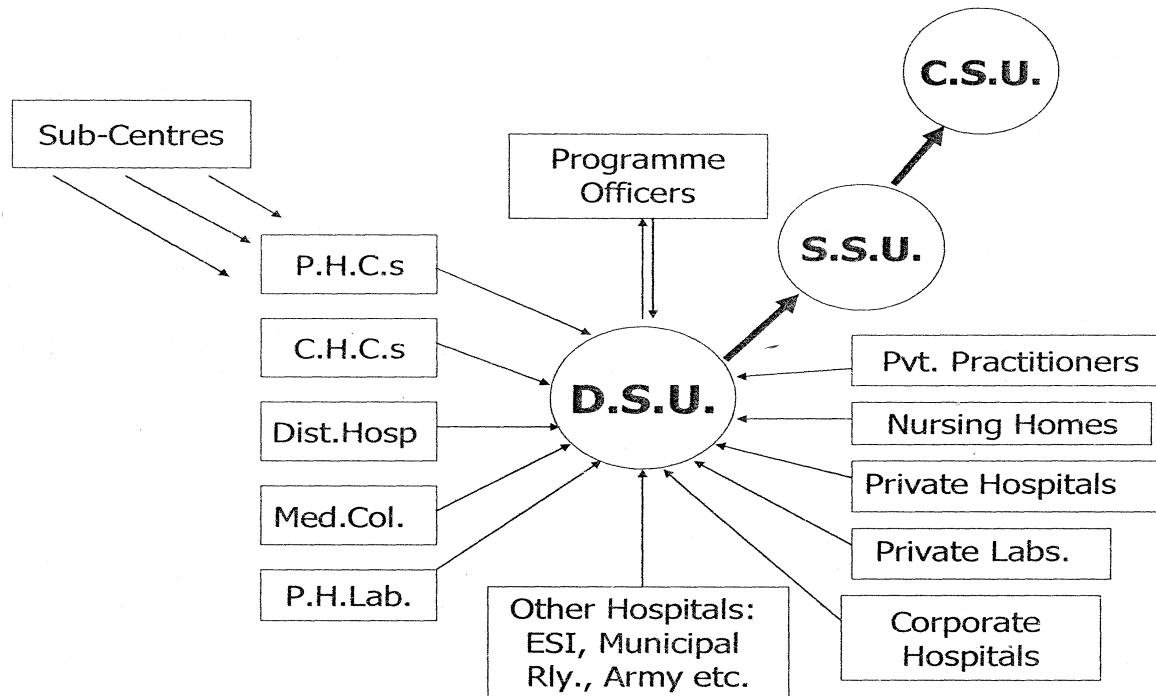 C.S.U.
Sub-Centres
Programme
Officers
S.S.U.
P.H.C.s
C.H.C.s
Dist.Hosp
Med.Col.
P.H.Lab.
D.S.U.
Pvt. Practitioners
Nursing Homes
Private Hospitals
Private Labs.
Corporate
Hospitals
Other Hospitals:
ESI, Municipal
Rly., Army etc.